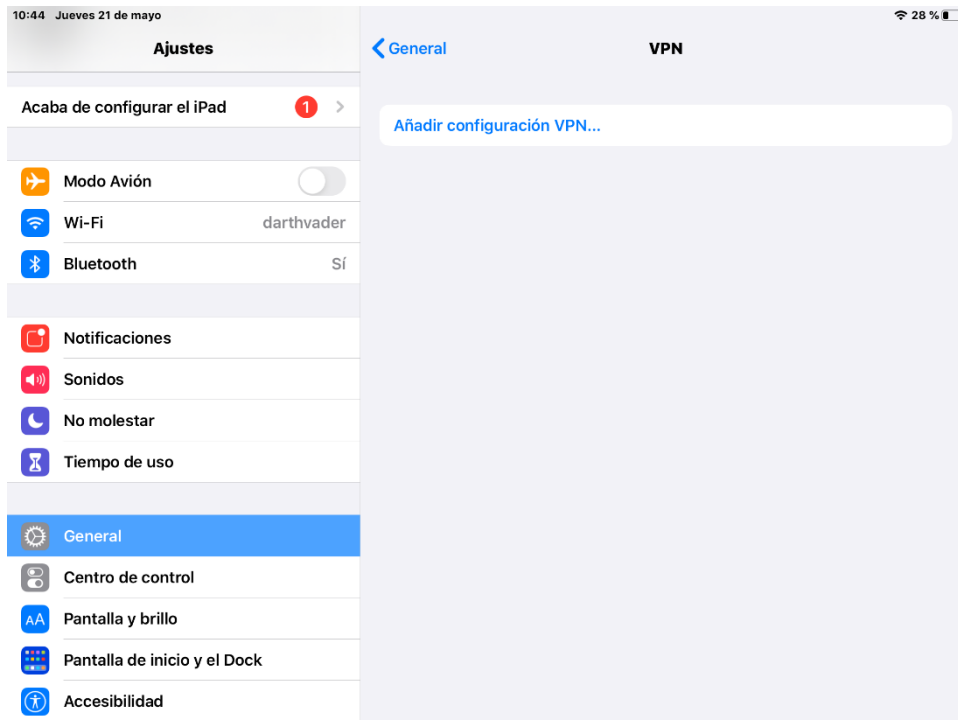 10:44 Jueves 21 de mayo
28 %
Ajustes
General
VPN
Acaba de configurar el iPad
1
Añadir configuración VPN...
Modo Avión
Wi-Fi
darthvader
Bluetooth
Sí
Notificaciones
Sonidos
No molestar
Tiempo de uso
General
Centro de control
AA
Pantalla y brillo
Pantalla de inicio y el Dock
Accesibilidad